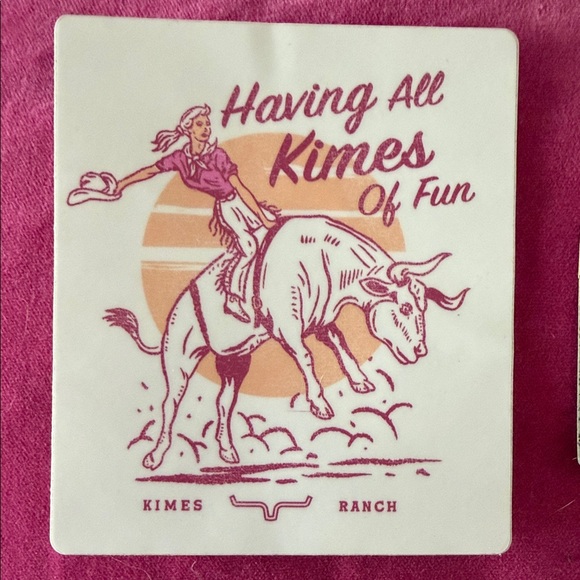 Having All
Kimes
Of Fun
KIMES RANCH